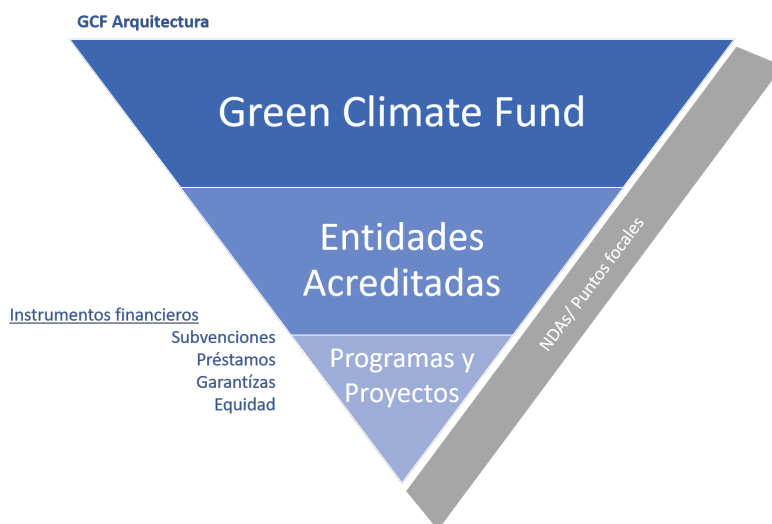 GCF Arquitectura
Green Climate Fund
Entidades
Acreditadas
Instrumentos financieros
Subvenciones
Préstamos
Garantízas
Equidad
Programas y
Proyectos
NDAs/ Puntos focales